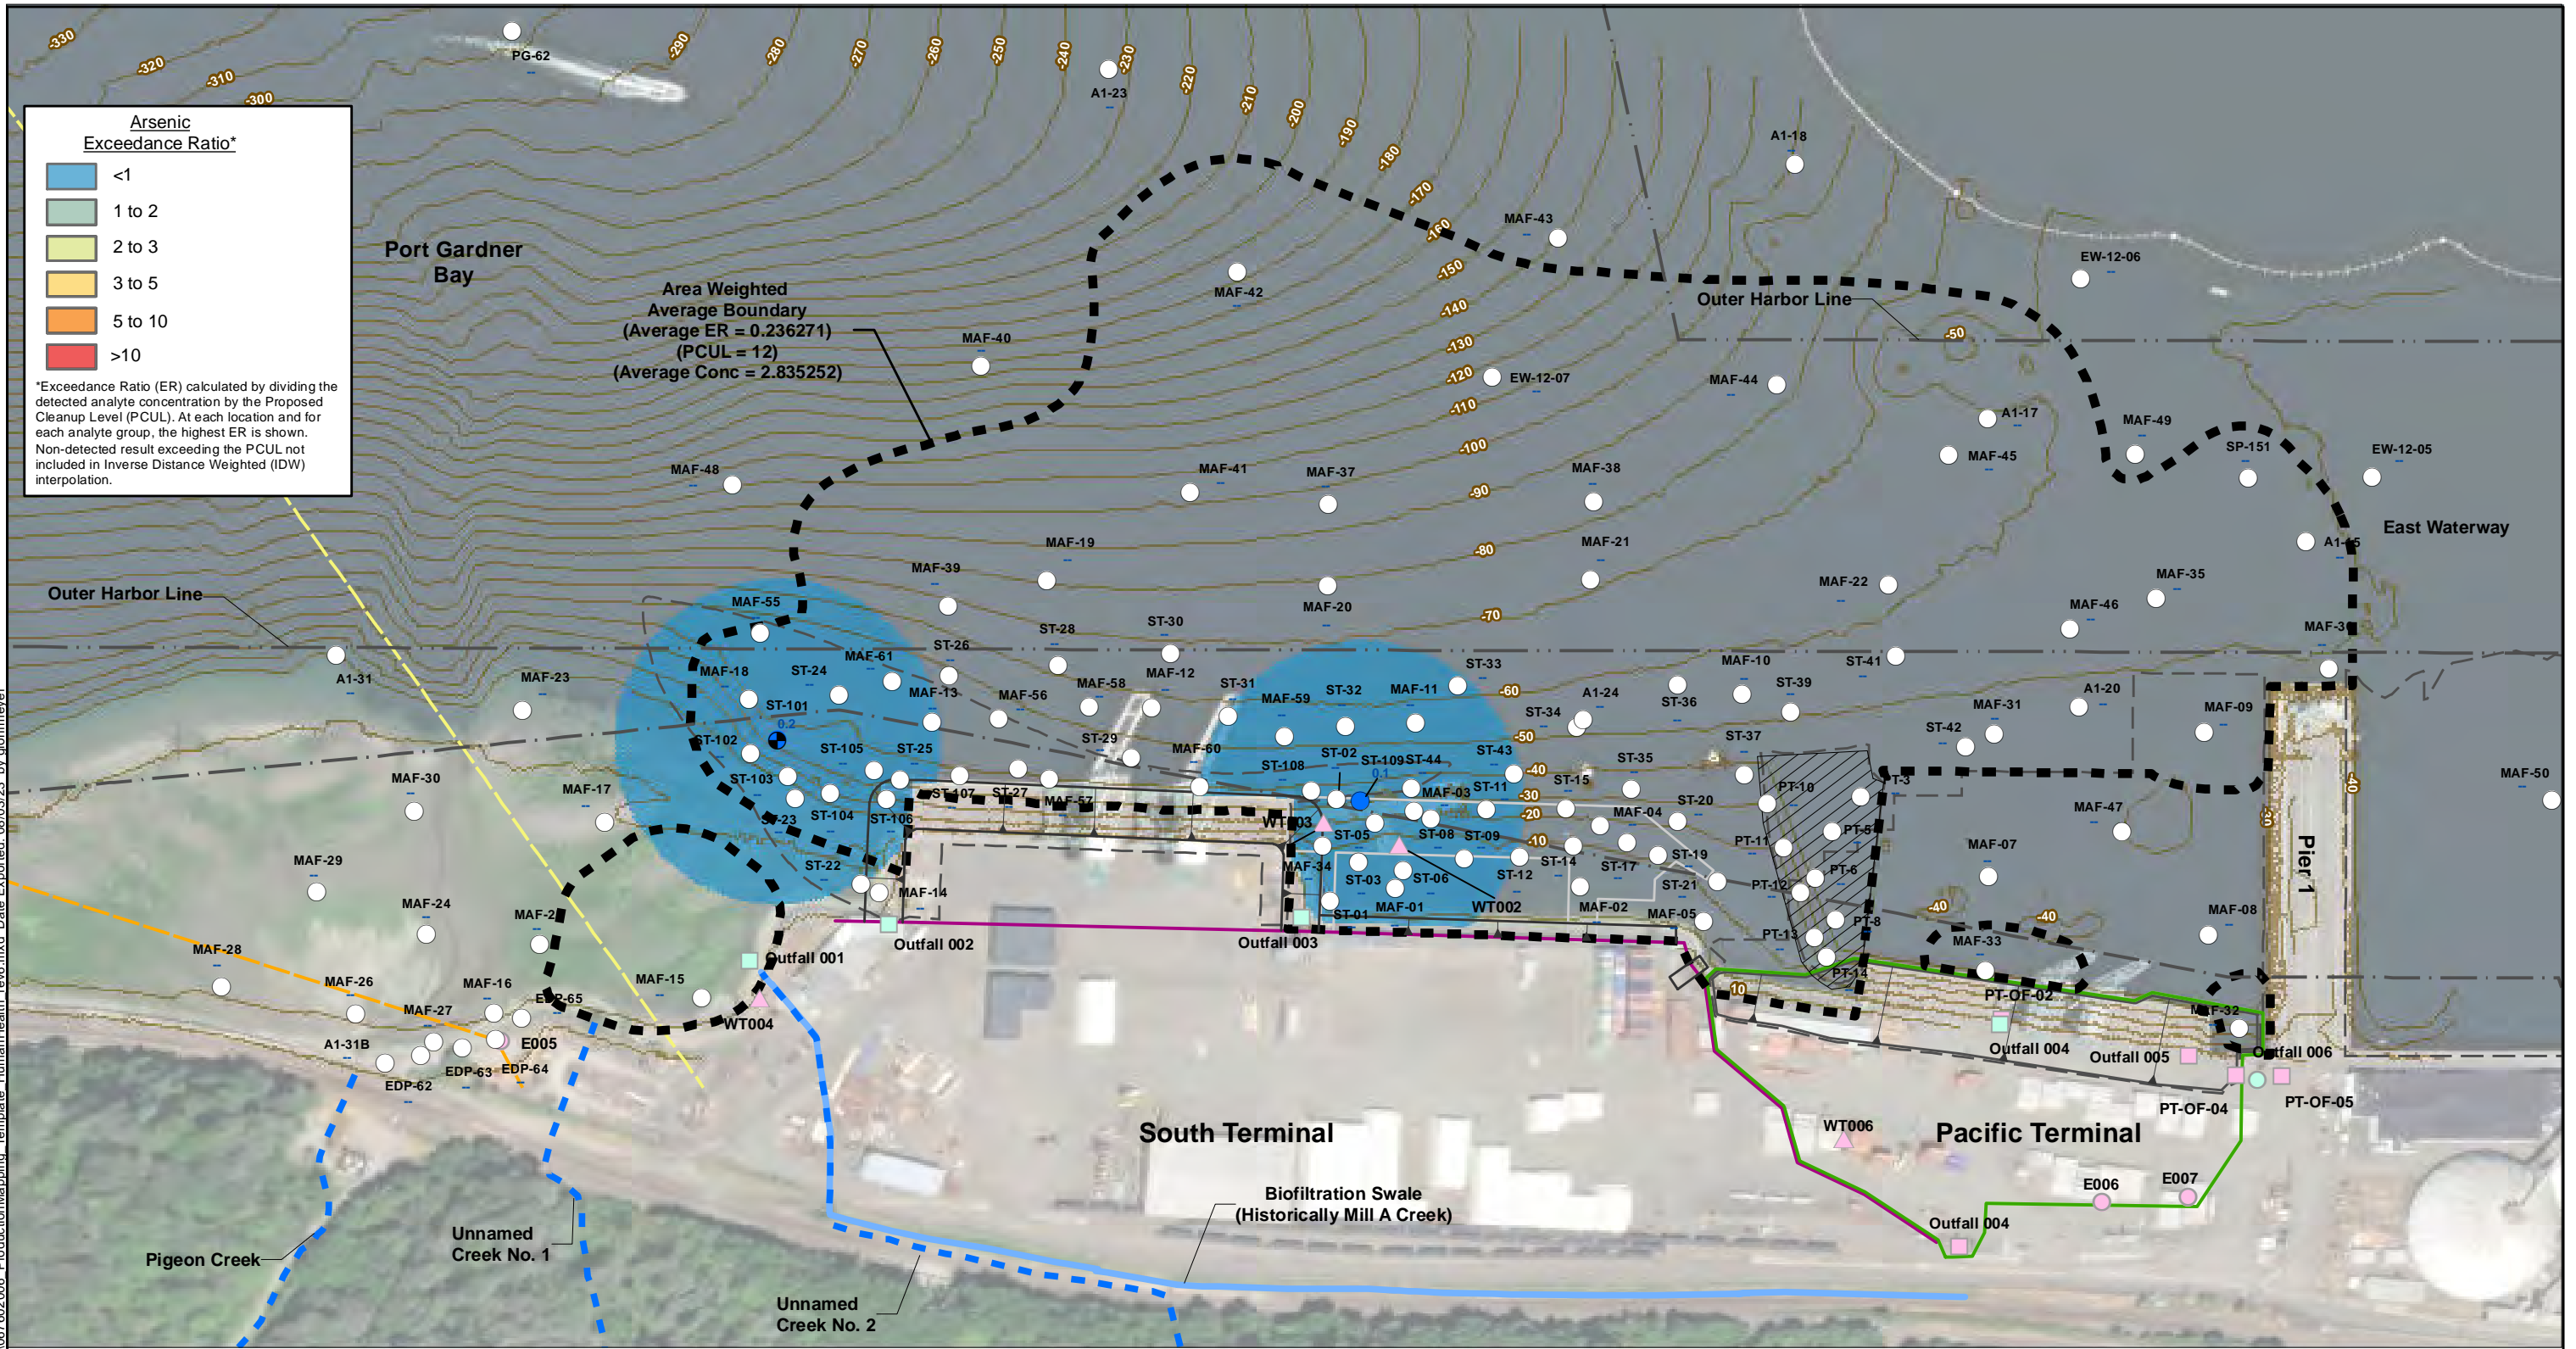 Arsenic
Exceedance Ratio*
<1
1 to 2
2 to 3
3 to 5
5 to 10
>10
*Exceedance Ratio (ER) calculated by dividing the
detected analyte concentration by the Proposed
Cleanup Level (PCUL). At each location and for
each analyte group, the highest ER is shown.
Non-detected result exceeding the PCUL not
included in Inverse Distance Weighted (IDW)
interpolation.
-330
-320
-310
-300
-290
-280
-270
-260
-250
-240
-230
-220
-210
-200
-190
-180
-170
-160
-150
-140
-130
-120
-110
-100
-90
-80
-70
-60
-50
-40
-30
-20
-10
PG-62
--
A1-23
--
A1-18
--
Port Gardner
Bay
Area Weighted
Average Boundary
(Average ER = 0.236271)
(PCUL = 12)
(Average Conc = 2.835252)
MAF-43
--
MAF-42
--
MAF-40
--
EW-12-06
--
Outer Harbor Line
-50
EW-12-07
--
MAF-44
--
A1-17
--
MAF-45
--
MAF-49
--
SP-151
--
EW-12-05
--
East Waterway
MAF-48
--
MAF-41
--
MAF-37
--
MAF-38
--
MAF-39
--
MAF-19
--
MAF-20
--
MAF-21
--
MAF-22
--
MAF-35
--
MAF-46
--
Outer Harbor Line
MAF-55
--
A1-31
--
MAF-23
--
MAF-18
--
ST-24
--
MAF-61
--
ST-26
--
ST-28
--
ST-30
--
ST-101
0.2
ST-102
--
ST-103
--
ST-104
--
ST-105
--
ST-25
--
MAF-13
--
MAF-56
--
MAF-58
--
MAF-12
--
ST-31
--
ST-29
--
MAF-60
--
MAF-59
--
ST-32
--
MAF-11
--
ST-33
--
ST-34
--
A1-24
--
ST-36
--
MAF-10
--
ST-39
--
ST-41
--
ST-42
--
MAF-31
--
A1-20
--
MAF-09
--
MAF-50
--
ST-108
--
ST-02
--
ST-109
0.1
ST-44
--
ST-43
--
ST-11
--
ST-15
--
ST-35
--
ST-37
--
ST-20
--
MAF-03
--
MAF-04
--
MAF-30
--
MAF-17
--
ST-106
--
ST-107
--
ST-27
--
MAF-57
--
ST-22
--
MAF-14
--
ST-05
--
MAF-34
--
ST-03
--
ST-08
--
ST-09
--
ST-06
--
ST-12
--
ST-14
--
ST-17
--
ST-19
--
ST-21
--
ST-01
MAF-01
--
MAF-02
--
MAF-05
--
WT002
PT-10
--
PT-11
--
PT-12
--
PT-6
--
PT-8
--
PT-13
--
PT-14
--
MAF-07
--
MAF-47
--
MAF-08
--
MAF-33
--
-40
-40
-40
Pier 1
MAF-29
--
MAF-24
--
MAF-28
--
MAF-26
--
MAF-27
--
MAF-16
--
MAF-15
--
A1-31B
--
EDP-62
--
EDP-63
--
EDP-64
--
E005
WT004
Outfall 001
Outfall 002
Outfall 003
10
PT-OF-02
Outfall 004
Outfall 005
PT-OF-04
PT-OF-05
WT006
South Terminal
Pacific Terminal
E006
E007
Outfall 004
Biofiltration Swale
(Historically Mill A Creek)
Pigeon Creek
Unnamed
Creek No. 1
Unnamed
Creek No. 2